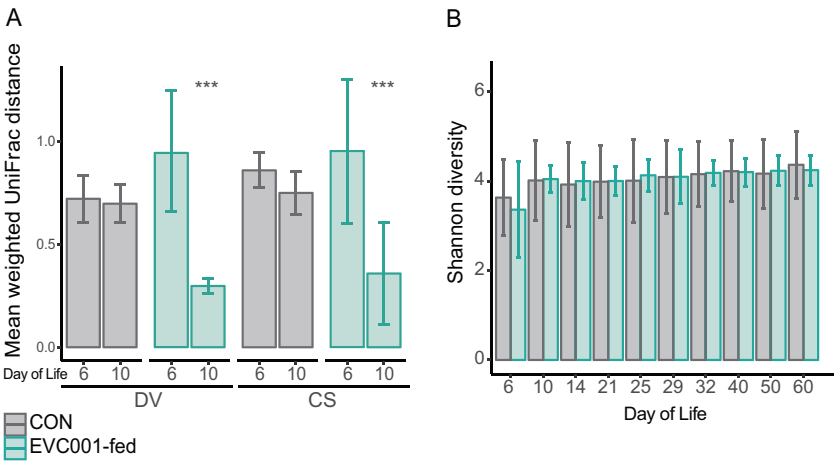 A
Mean weighted UniFrac distance
1.0
0.5
0.0
*** ***
Day of Life 6 10 6 10 6 10 6 10
DV CS
CON
EVC001-fed
B
Shannon diversity
6
4
2
0
6 10 14 21 25 29 32 40 50 60
Day of Life